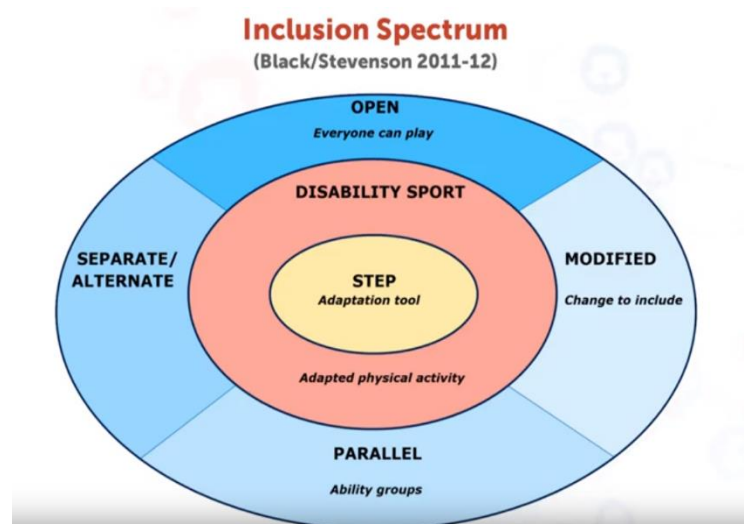 Inclusion Spectrum
(Black/Stevenson 2011-12)
OPEN
Everyone can play
DISABILITY SPORT
SEPARATE/
ALTERNATE
STEP
Adaptation tool
MODIFIED
Change to include
Adapted physical activity
PARALLEL
Ability groups